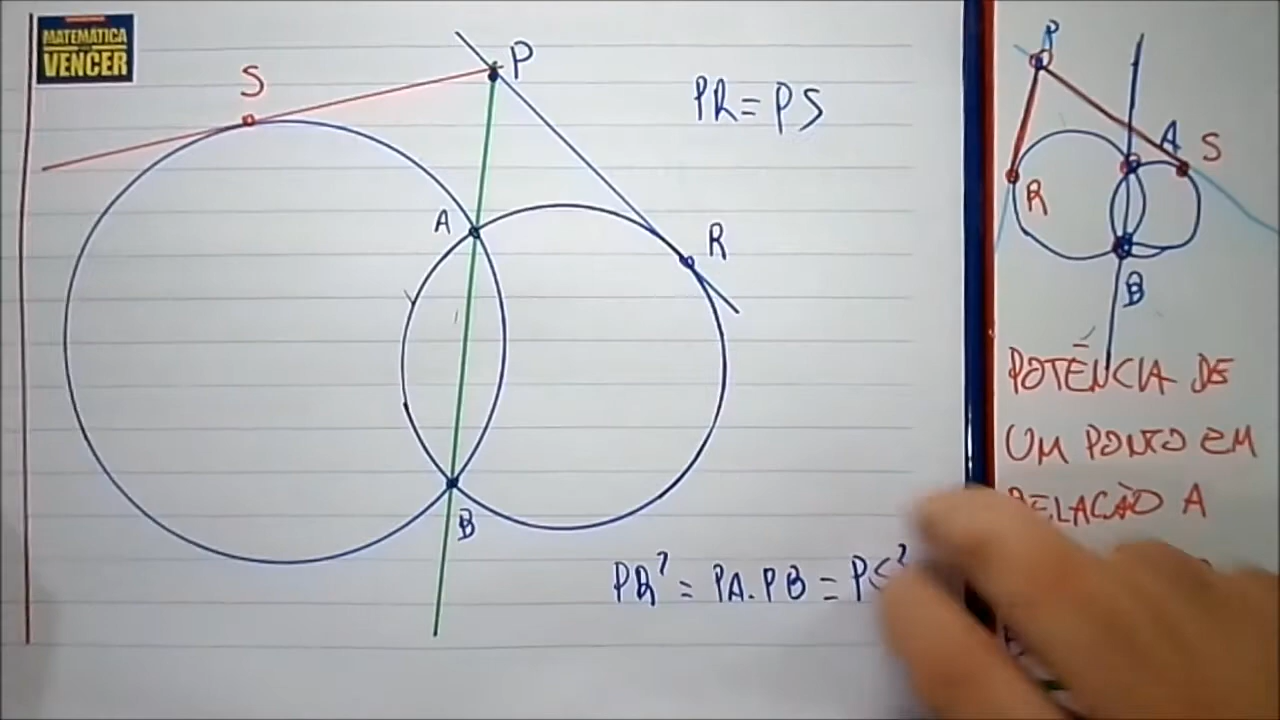 MATEMÁTICA
VENCER
S
P
PR = PS
A
R
B
PR² = PA.PB = PS²
P
A
S
R
B
POTÊNCIA DE
UM PONTO EM
RELAÇÃO A